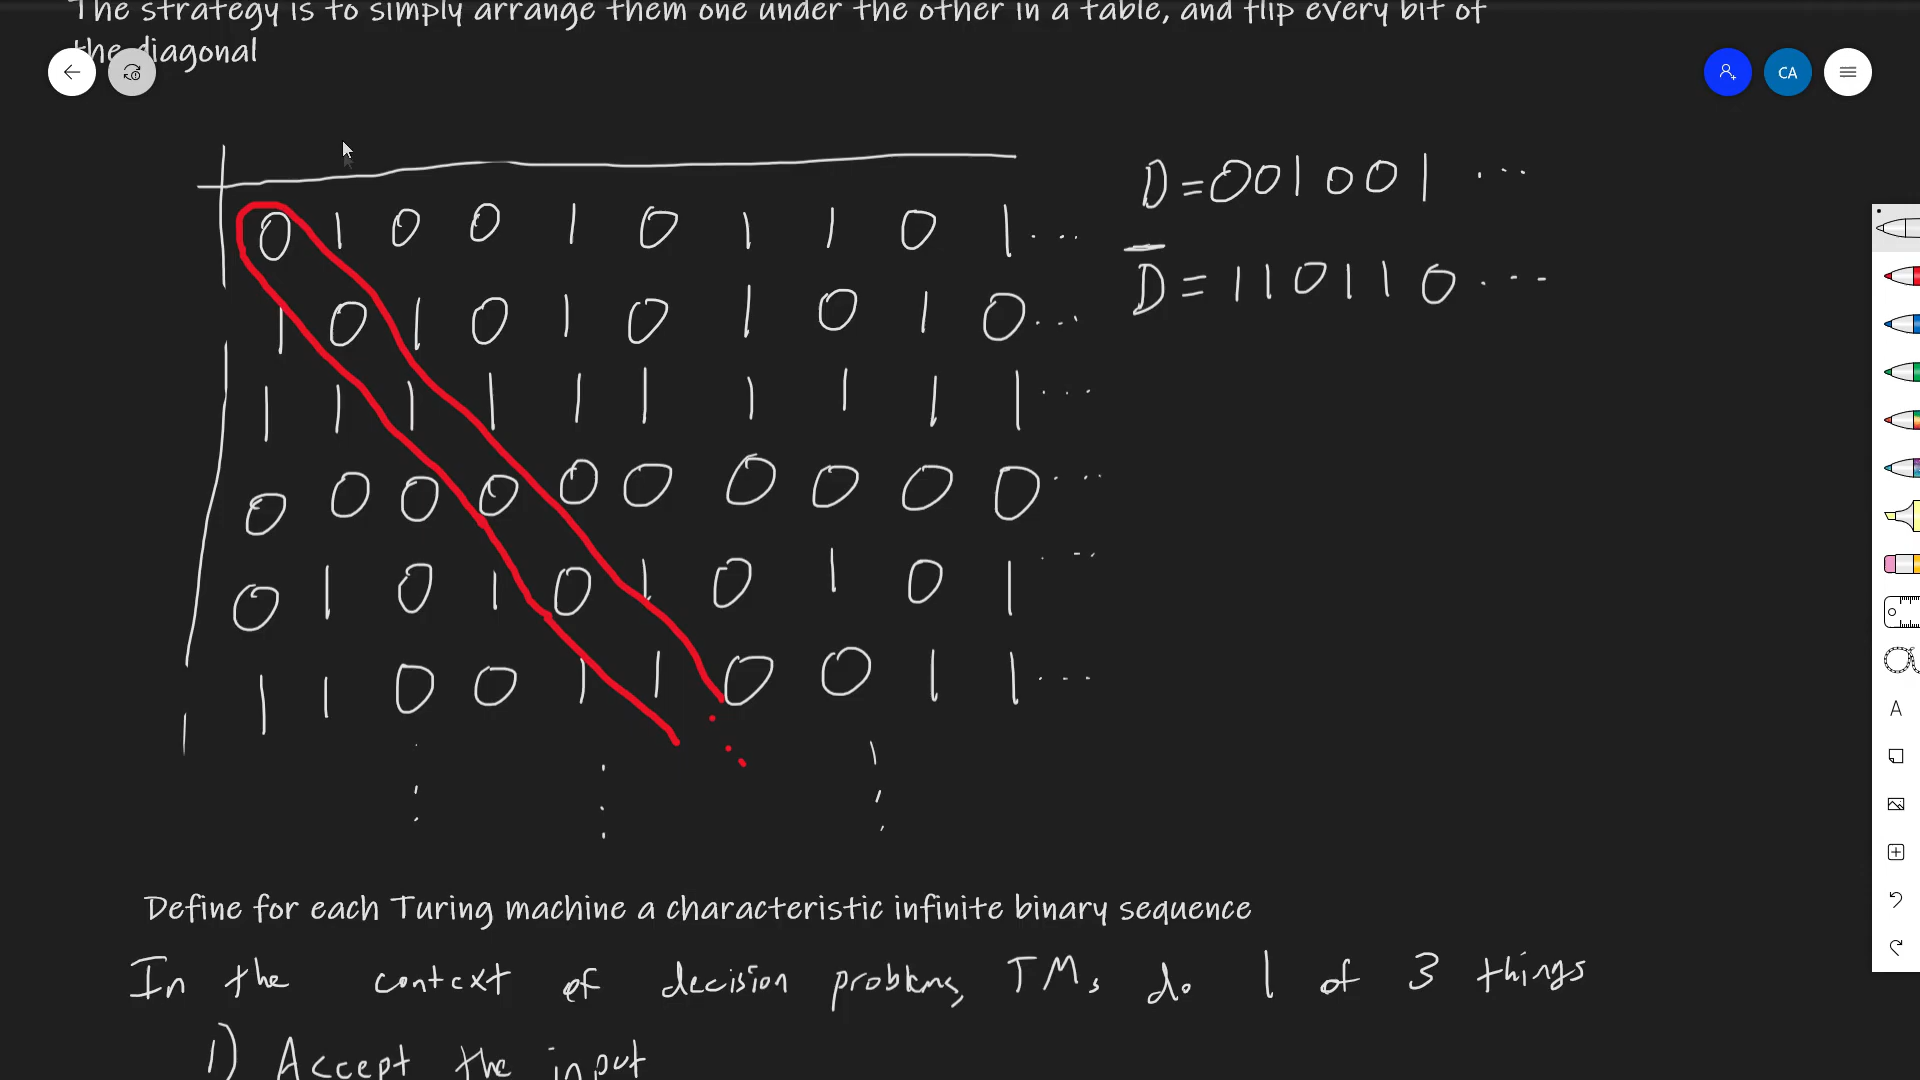 The strategy is to simply arrange them one under the other in a table, and flip every bit of
the diagonal
CA
0 1 0 0 1 0 1 1 0 1 ...
1 0 1 0 1 0 1 0 1 0 ...
1 1 1 1 1 1 1 1 1 1 ...
0 0 0 0 0 0 0 0 0 0 ...
0 1 0 1 0 1 0 1 0 1 ...
1 1 0 0 1 1 0 0 1 1 ...
D = 001001 ...
D̅ = 110110 ...
A
Define for each Turing machine a characteristic infinite binary sequence
In the context of decision problems, TMs do 1 of 3 things
1) Accept the input